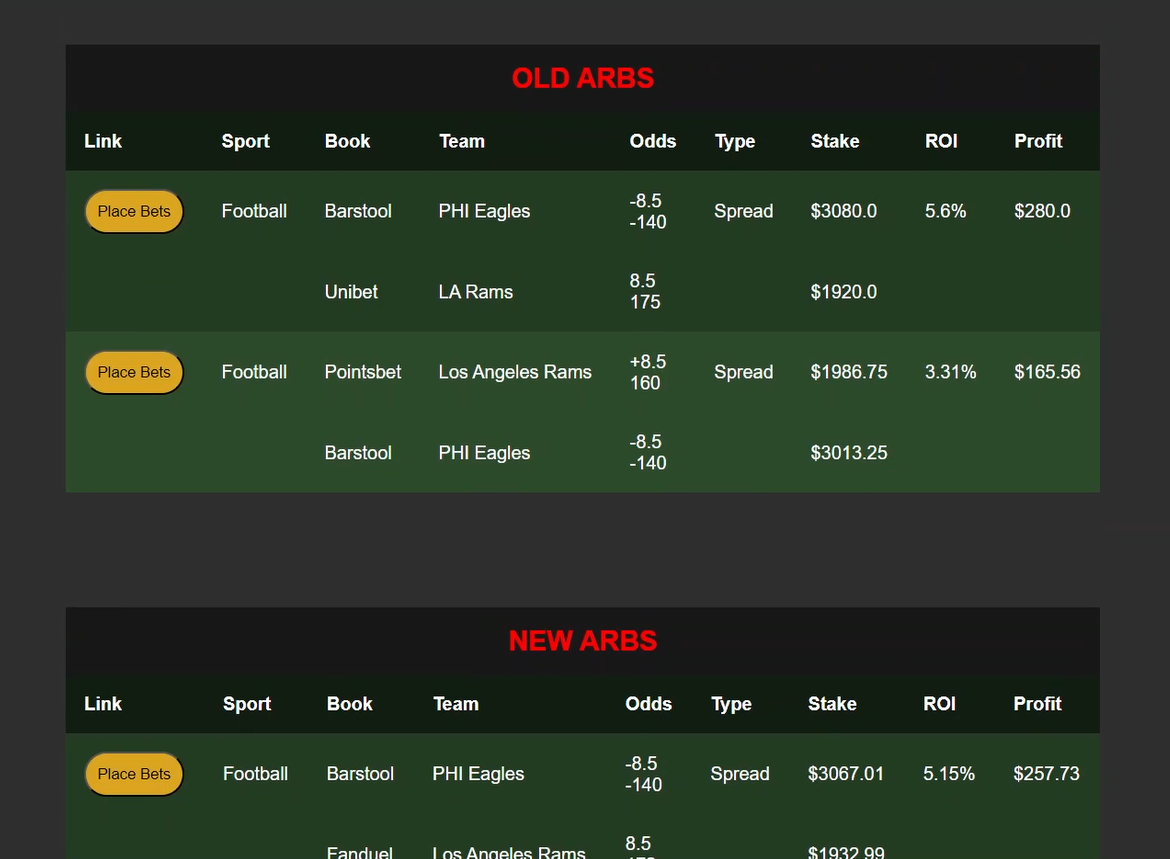 OLD ARBS
Link Sport Book Team Odds Type Stake ROI Profit
Place Bets Football Barstool PHI Eagles -8.5 Spread $3080.0 5.6% $280.0
-140
Unibet LA Rams 8.5 $1920.0
175
Place Bets Football Pointsbet Los Angeles Rams +8.5 Spread $1986.75 3.31% $165.56
160
Barstool PHI Eagles -8.5 $3013.25
-140
NEW ARBS
Link Sport Book Team Odds Type Stake ROI Profit
Place Bets Football Barstool PHI Eagles -8.5 Spread $3067.01 5.15% $257.73
-140
Fanduel Los Angeles Rams 8.5 $1932.99